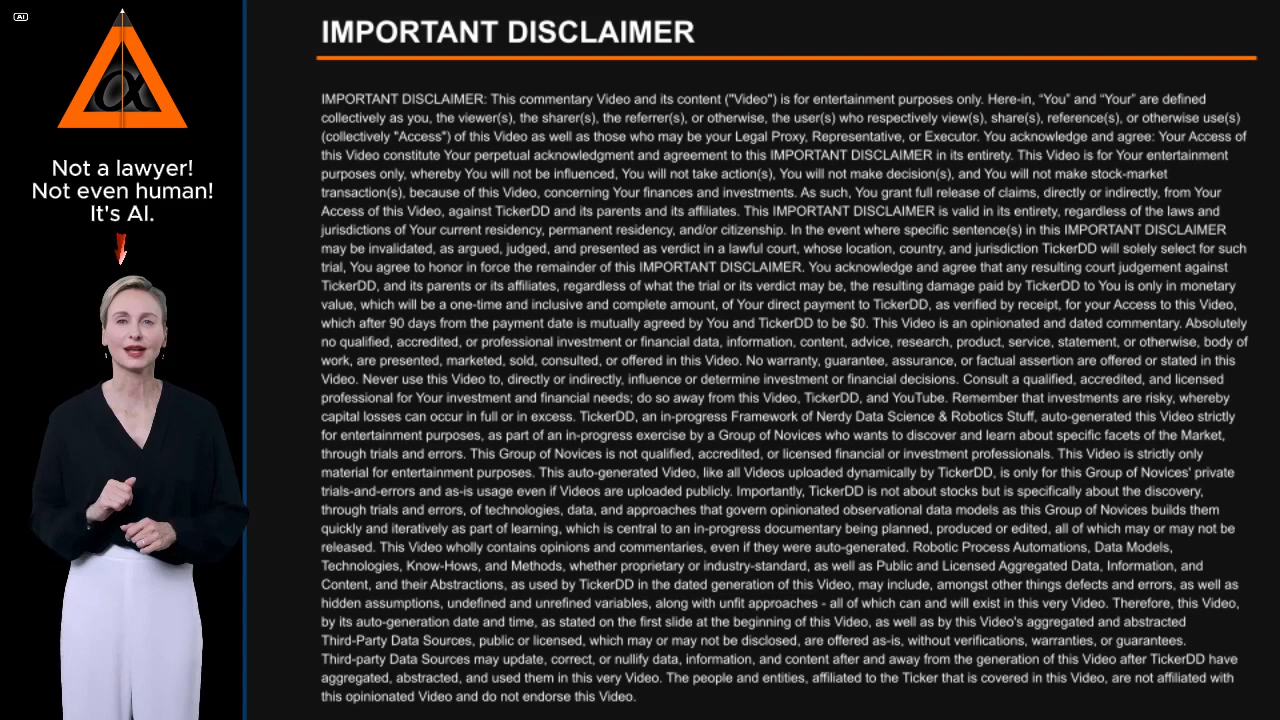 AI
α
Not a lawyer!
Not even human!
It's AI.
IMPORTANT DISCLAIMER
IMPORTANT DISCLAIMER: This commentary Video and its content ("Video") is for entertainment purposes only. Here-in, “You” and “Your” are defined
collectively as you, the viewer(s), the sharer(s), the referrer(s), or otherwise, the user(s) who respectively view(s), share(s), reference(s), or otherwise use(s)
(collectively "Access") of this Video as well as those who may be your Legal Proxy, Representative, or Executor. You acknowledge and agree: Your Access of
this Video constitute Your perpetual acknowledgment and agreement to this IMPORTANT DISCLAIMER in its entirety. This Video is for Your entertainment
purposes only, whereby You will not be influenced, You will not take action(s), You will not make decision(s), and You will not make stock-market
transaction(s), because of this Video, concerning Your finances and investments. As such, You grant full release of claims, directly or indirectly, from Your
Access of this Video, against TickerDD and its parents and its affiliates. This IMPORTANT DISCLAIMER is valid in its entirety, regardless of the laws and
jurisdictions of Your current residency, permanent residency, and/or citizenship. In the event where specific sentence(s) in this IMPORTANT DISCLAIMER
may be invalidated, as argued, judged, and presented as verdict in a lawful court, whose location, country, and jurisdiction TickerDD will solely select for such
trial, You agree to honor in force the remainder of this IMPORTANT DISCLAIMER. You acknowledge and agree that any resulting court judgement against
TickerDD, and its parents or its affiliates, regardless of what the trial or its verdict may be, the resulting damage paid by TickerDD to You is only in monetary
value, which will be a one-time and inclusive and complete amount, of Your direct payment to TickerDD, as verified by receipt, for your Access to this Video,
which after 90 days from the payment date is mutually agreed by You and TickerDD to be $0. This Video is an opinionated and dated commentary. Absolutely
no qualified, accredited, or professional investment or financial data, information, content, advice, research, product, service, statement, or otherwise, body of
work, are presented, marketed, sold, consulted, or offered in this Video. No warranty, guarantee, assurance, or factual assertion are offered or stated in this
Video. Never use this Video to, directly or indirectly, influence or determine investment or financial decisions. Consult a qualified, accredited, and licensed
professional for Your investment and financial needs; do so away from this Video, TickerDD, and YouTube. Remember that investments are risky, whereby
capital losses can occur in full or in excess. TickerDD, an in-progress Framework of Nerdy Data Science & Robotics Stuff, auto-generated this Video strictly
for entertainment purposes, as part of an in-progress exercise by a Group of Novices who wants to discover and learn about specific facets of the Market,
through trials and errors. This Group of Novices is not qualified, accredited, or licensed financial or investment professionals. This Video is strictly only
material for entertainment purposes. This auto-generated Video, like all Videos uploaded dynamically by TickerDD, is only for this Group of Novices' private
trials-and-errors and as-is usage even if Videos are uploaded publicly. Importantly, TickerDD is not about stocks but is specifically about the discovery,
through trials and errors, of technologies, data, and approaches that govern opinionated observational data models as this Group of Novices builds them
quickly and iteratively as part of learning, which is central to an in-progress documentary being planned, produced or edited, all of which may or may not be
released. This Video wholly contains opinions and commentaries, even if they were auto-generated. Robotic Process Automations, Data Models,
Technologies, Know-Hows, and Methods, whether proprietary or industry-standard, as well as Public and Licensed Aggregated Data, Information, and
Content, and their Abstractions, as used by TickerDD in the dated generation of this Video, may include, amongst other things defects and errors, as well as
hidden assumptions, undefined and unrefined variables, along with unfit approaches - all of which can and will exist in this very Video. Therefore, this Video,
by its auto-generation date and time, as stated on the first slide at the beginning of this Video, as well as by this Video's aggregated and abstracted
Third-Party Data Sources, public or licensed, which may or may not be disclosed, are offered as-is, without verifications, warranties, or guarantees.
Third-party Data Sources may update, correct, or nullify data, information, and content after and away from the generation of this Video after TickerDD have
aggregated, abstracted, and used them in this very Video. The people and entities, affiliated to the Ticker that is covered in this Video, are not affiliated with
this opinionated Video and do not endorse this Video.